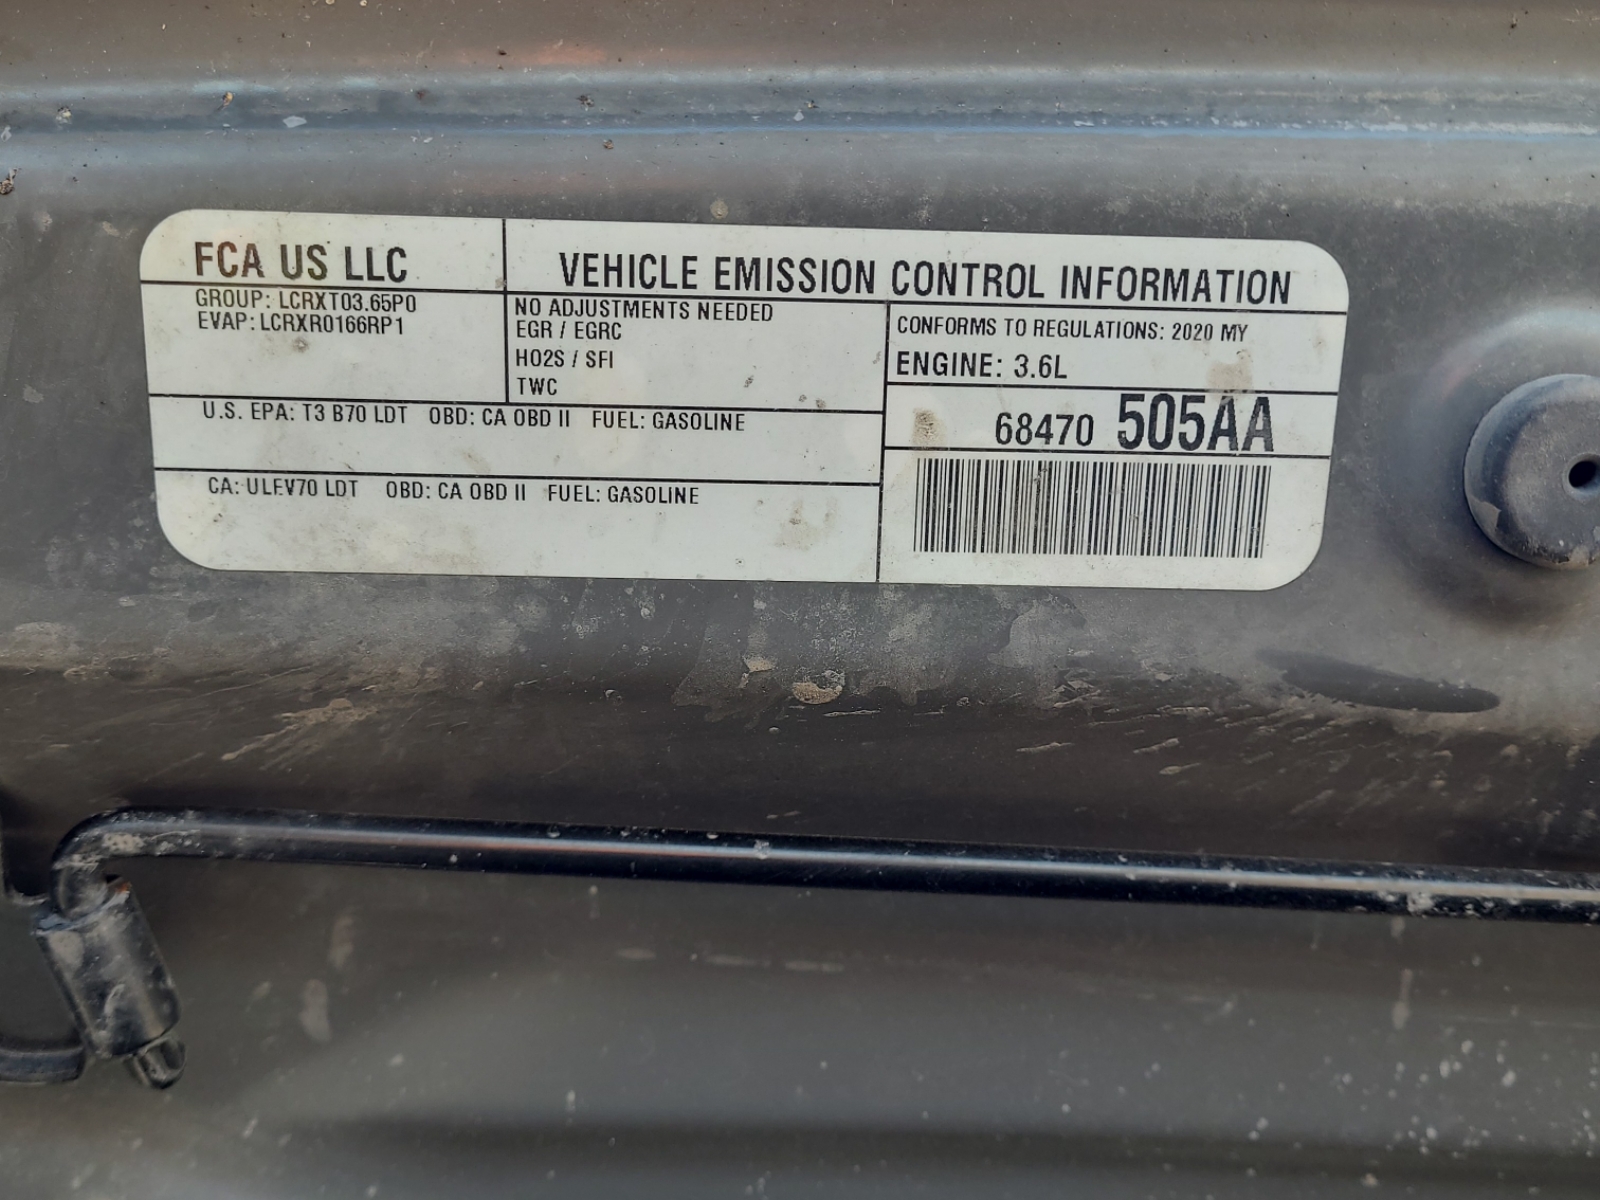 FCA US LLC
VEHICLE EMISSION CONTROL INFORMATION
GROUP: LCRXT03.65P0
EVAP: LCRXR0166RP1
NO ADJUSTMENTS NEEDED
EGR / EGRC
HO2S / SFI
TWC
CONFORMS TO REGULATIONS: 2020 MY
ENGINE: 3.6L
U.S. EPA: T3 B70 LDT OBD: CA OBD II FUEL: GASOLINE
CA: ULEV70 LDT OBD: CA OBD II FUEL: GASOLINE
68470 505AA